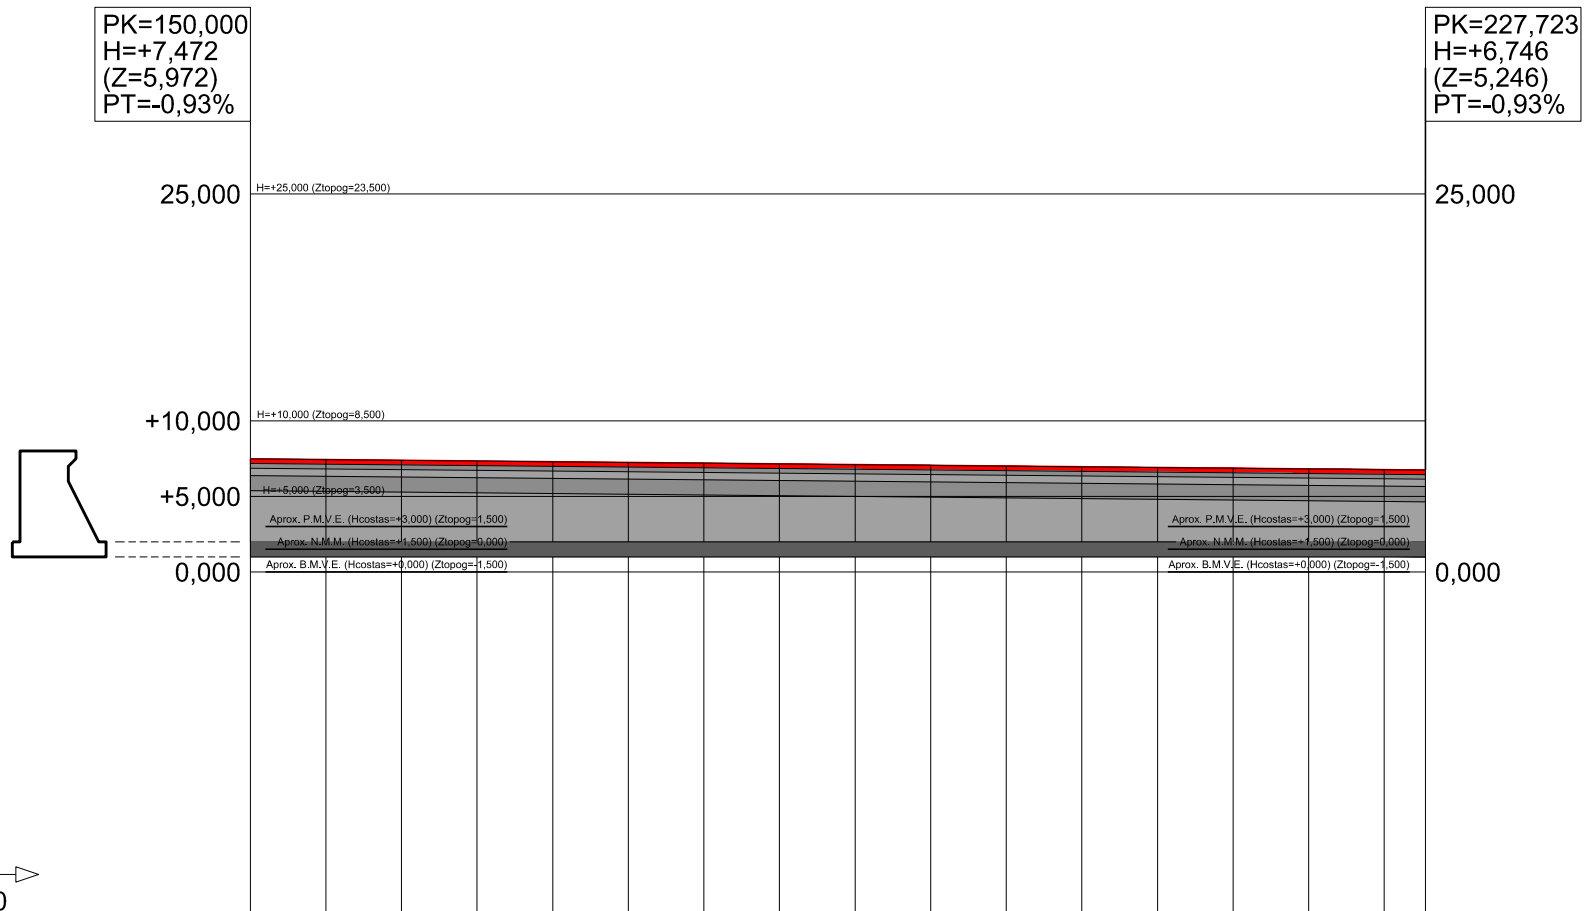 PK=150,000
H=+7,472
(Z=5,972)
PT=-0,93%
PK=227,723
H=+6,746
(Z=5,246)
PT=-0,93%
25,000
H=+25,000 (Ztopog=23,500)
25,000
+10,000
H=+10,000 (Ztopog=8,500)
+5,000
H=+5,000 (Ztopog=3,500)
Aprox. P.M.V.E. (Hcostas=+3,000) (Ztopog=1,500)
Aprox. P.M.V.E. (Hcostas=+3,000) (Ztopog=1,500)
Aprox. N.M.M. (Hcostas=+1,500) (Ztopog=0,000)
Aprox. N.M.M. (Hcostas=+1,500) (Ztopog=0,000)
0,000
Aprox. B.M.V.E. (Hcostas=+0,000) (Ztopog=-1,500)
Aprox. B.M.V.E. (Hcostas=+0,000) (Ztopog=-1,500)
0,000
0